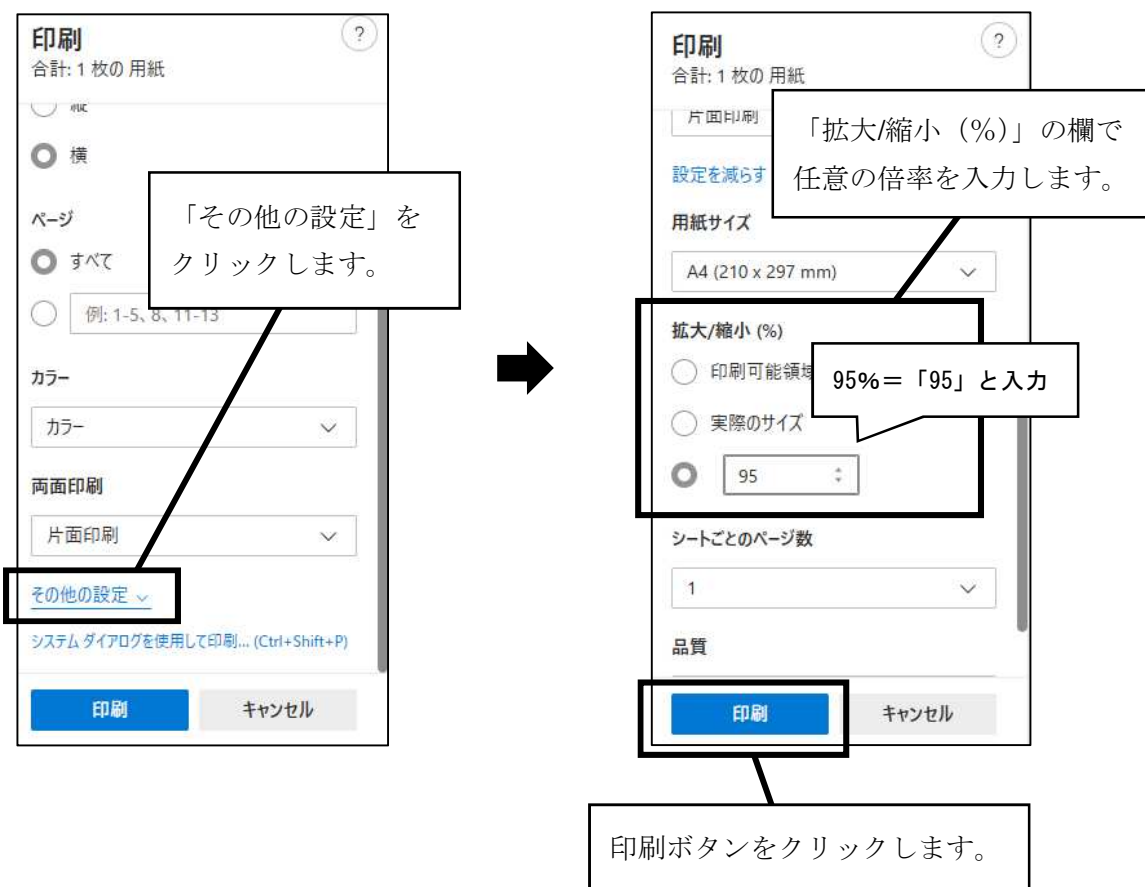 印刷
合計: 1 枚の 用紙
縦
横
ページ
すべて
例: 1-5、8、11-13
カラー
カラー
両面印刷
片面印刷
その他の設定
システム ダイアログを使用して印刷... (Ctrl+Shift+P)
印刷 キャンセル
「その他の設定」を
クリックします。
印刷
合計: 1 枚の 用紙
片面印刷
設定を減らす
用紙サイズ
A4 (210 x 297 mm)
拡大/縮小 (%)
印刷可能領域
実際のサイズ
95
シートごとのページ数
1
品質
印刷 キャンセル
「拡大/縮小（%）」の欄で
任意の倍率を入力します。
95%＝「95」と入力
印刷ボタンをクリックします。